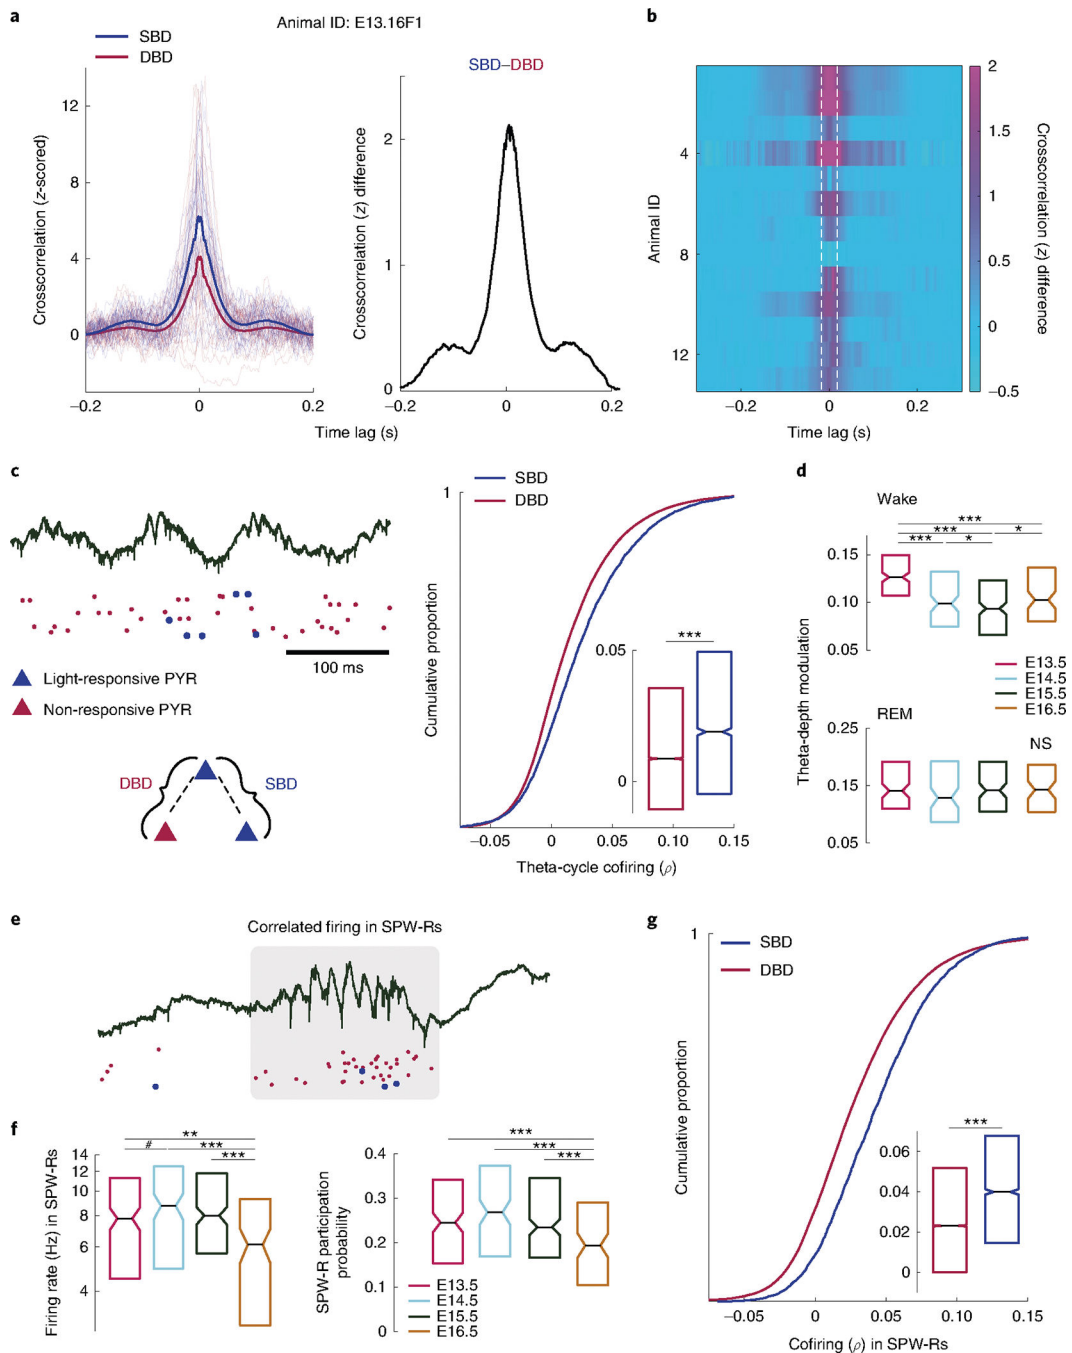 a
Animal ID: E13.16F1
b
SBD
DBD
SBD–DBD
Crosscorrelation (z-scored)
12
8
4
0
−0.2
0
0.2
Crosscorrelation (z) difference
2
1
0
−0.2
0
0.2
Time lag (s)
Animal ID
4
8
12
−0.2
0
0.2
Time lag (s)
2
1.5
1
0.5
0
−0.5
Crosscorrelation (z) difference
c
100 ms
Light-responsive PYR
Non-responsive PYR
DBD
SBD
SBD
DBD
Cumulative proportion
1
−0.05
0
0.05
0.10
0.15
Theta-cycle cofiring (ρ)
0.05
0
***
d
Wake
***
***
*
***
*
0.15
0.10
0.05
Theta-depth modulation
E13.5
E14.5
E15.5
E16.5
REM
NS
0.25
0.15
0.05
e
Correlated firing in SPW-Rs
f
**
#
***
***
Firing rate (Hz) in SPW-Rs
14
12
10
8
6
4
***
***
***
SPW-R participation
probability
0.4
0.3
0.2
0.1
0
E13.5
E14.5
E15.5
E16.5
g
SBD
DBD
Cumulative proportion
1
−0.05
0
0.05
0.10
0.15
Cofiring (ρ) in SPW-Rs
***
0.06
0.04
0.02
0